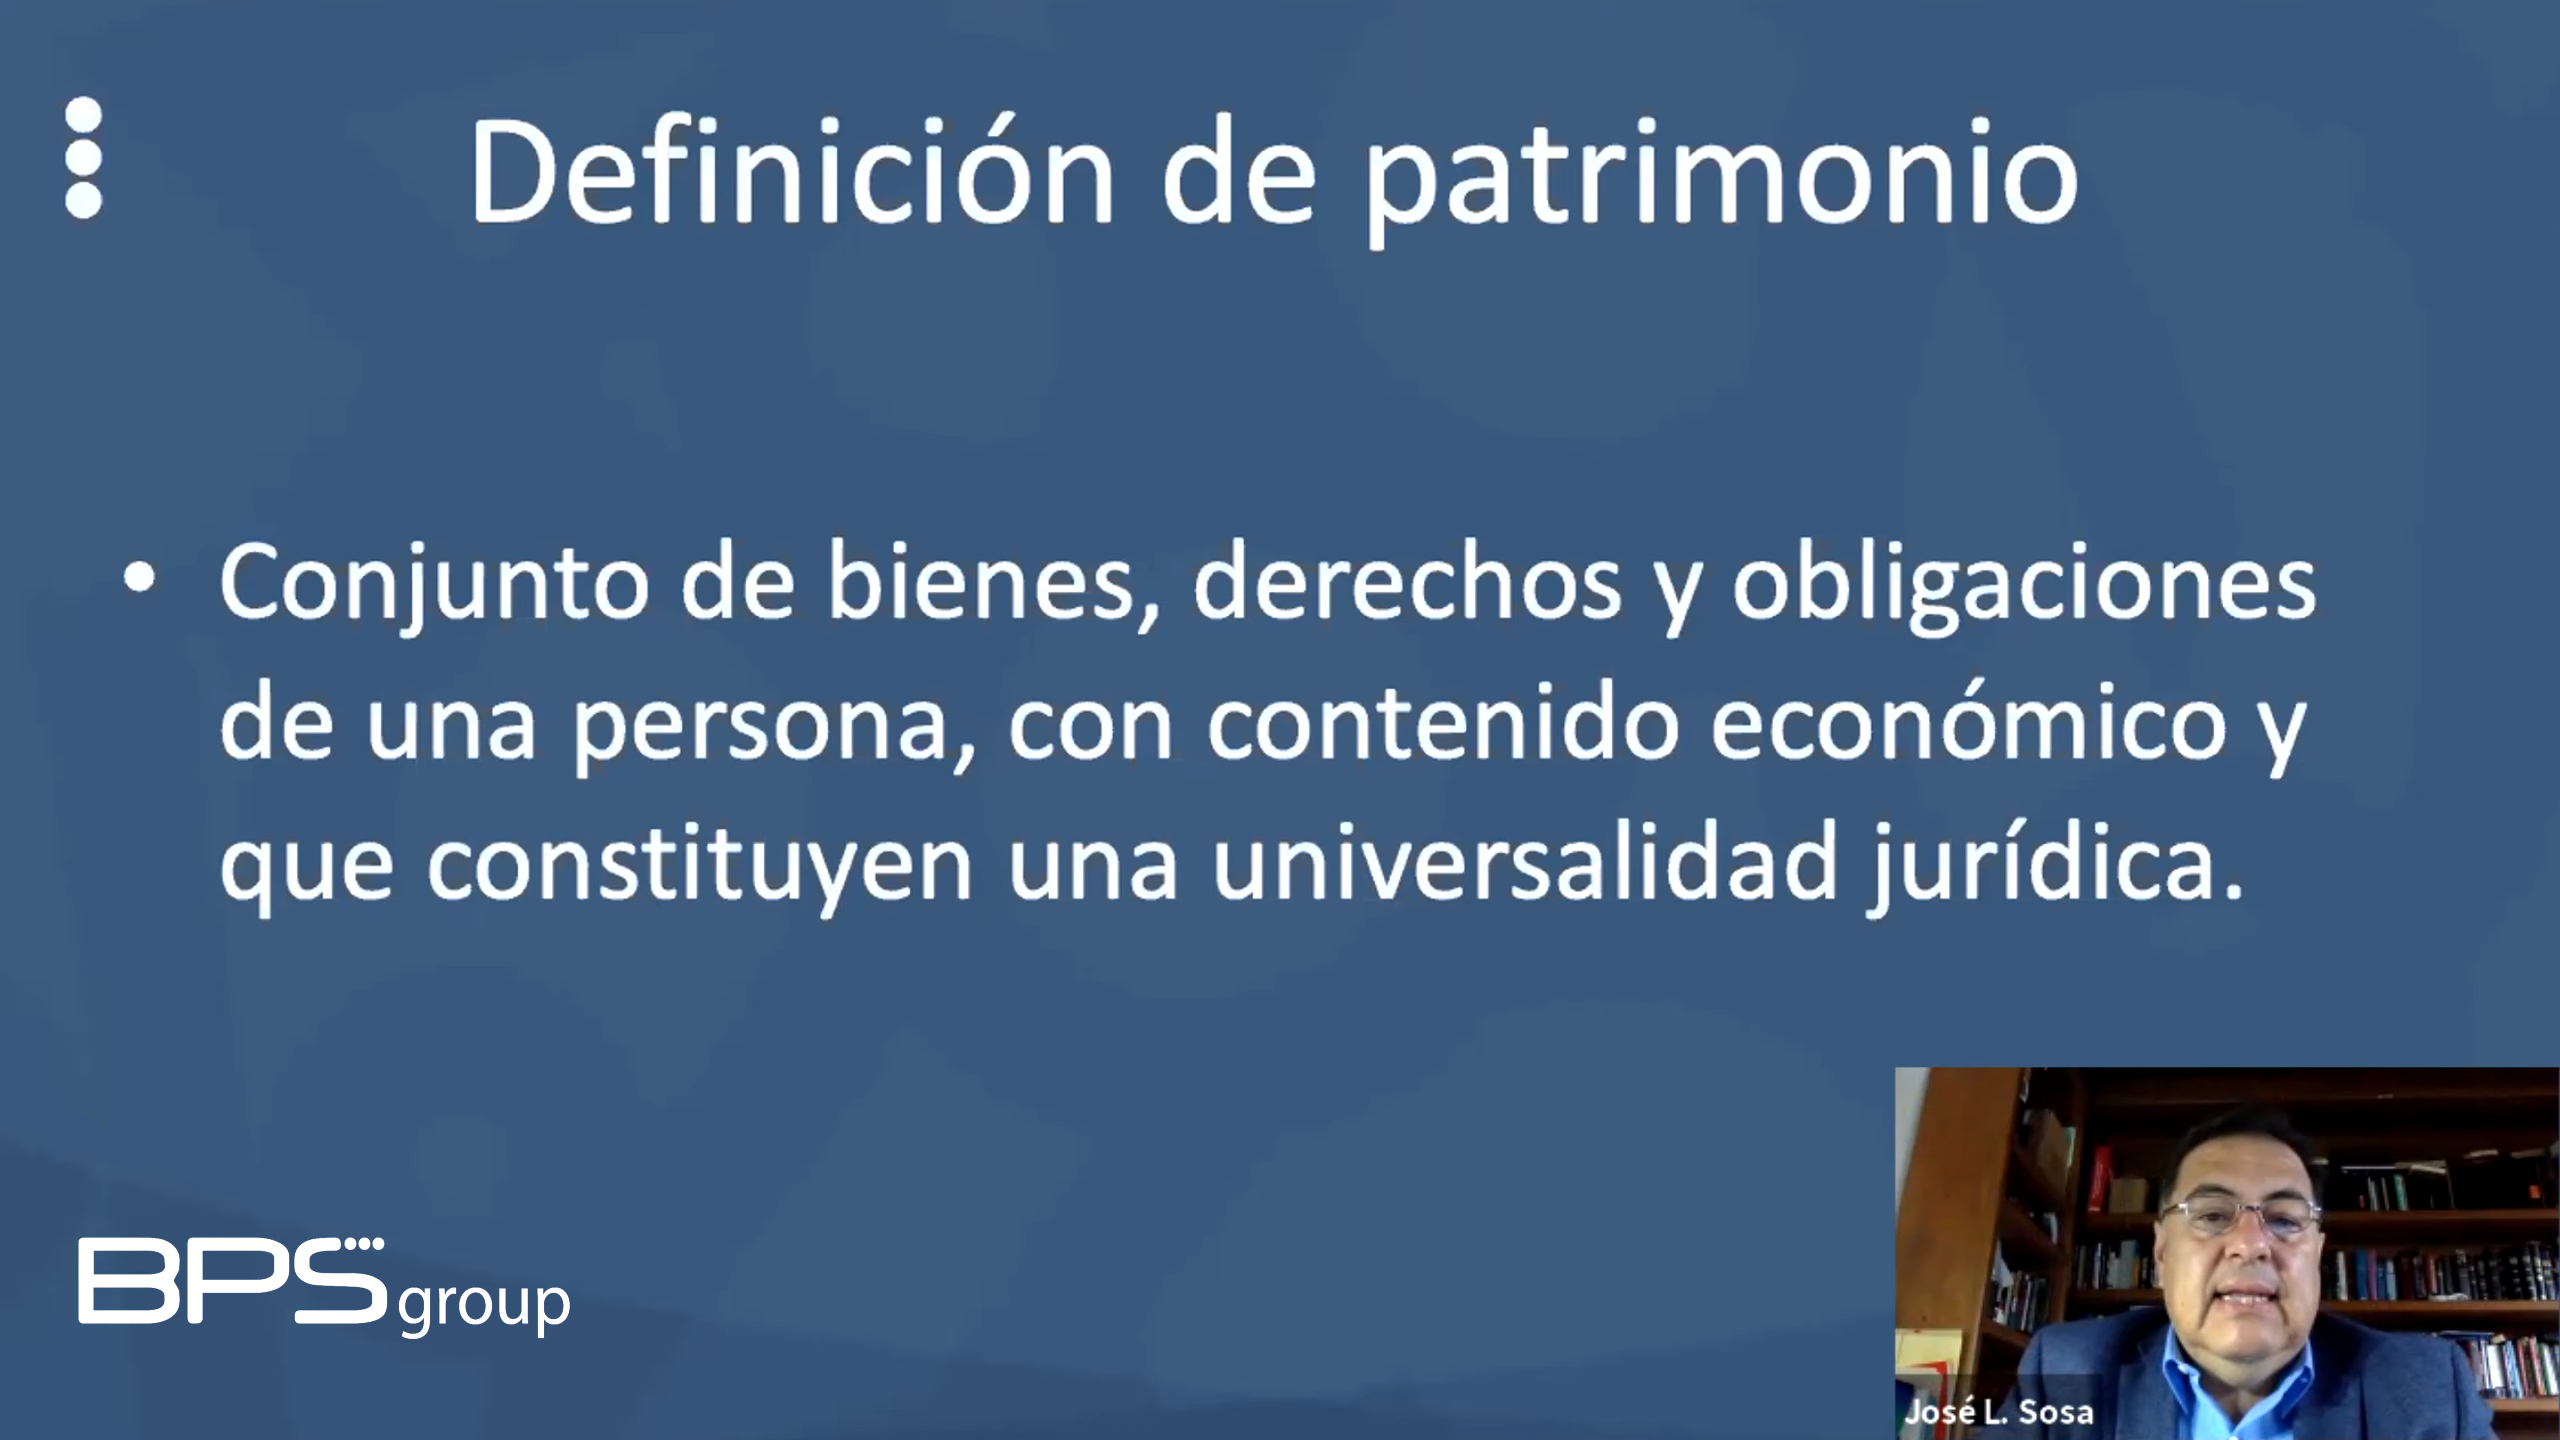 Definición de patrimonio
• Conjunto de bienes, derechos y obligaciones
de una persona, con contenido económico y
que constituyen una universalidad jurídica.
BPS group
José L. Sosa